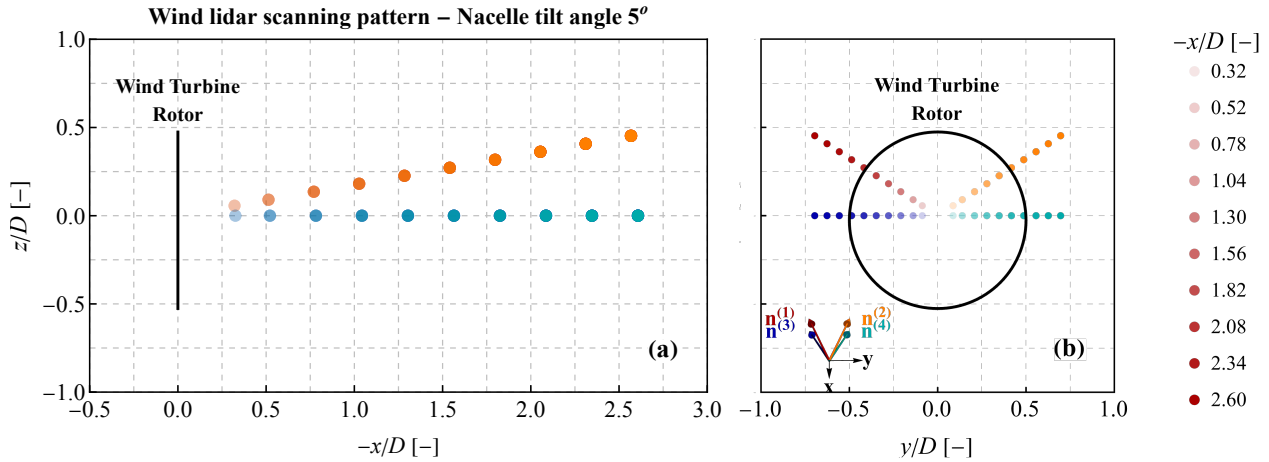 Wind lidar scanning pattern – Nacelle tilt angle 5°
1.0
0.5
0.0
−0.5
−1.0
z/D [−]
Wind Turbine
Rotor
(a)
−0.5 0.0 0.5 1.0 1.5 2.0 2.5 3.0
−x/D [−]
Wind Turbine
Rotor
n(1) n(2)
n(3) n(4)
y
x
(b)
−1.0 −0.5 0.0 0.5 1.0
y/D [−]
−x/D [−]
0.32
0.52
0.78
1.04
1.30
1.56
1.82
2.08
2.34
2.60